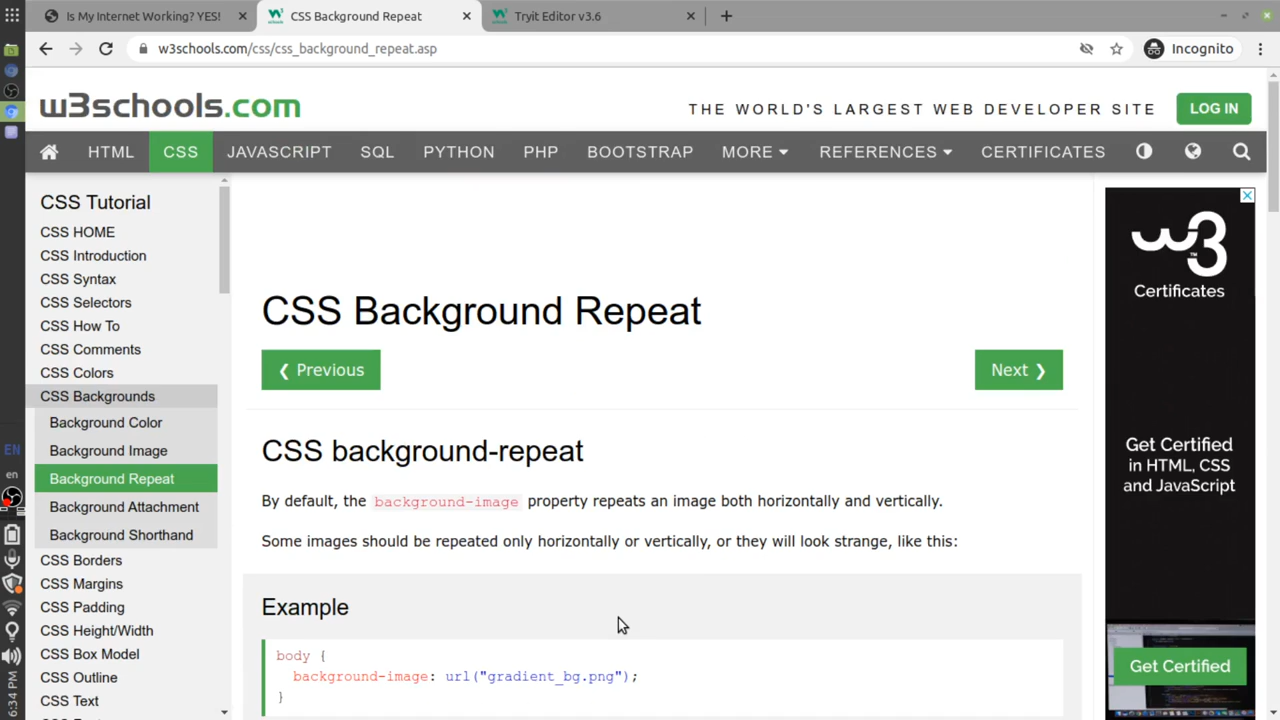 Is My Internet Working? YES!
CSS Background Repeat
Tryit Editor v3.6
w3schools.com/css/css_background_repeat.asp
Incognito
w3schools.com
THE WORLD'S LARGEST WEB DEVELOPER SITE
LOG IN
HTML
CSS
JAVASCRIPT
SQL
PYTHON
PHP
BOOTSTRAP
MORE
REFERENCES
CERTIFICATES
CSS Tutorial
CSS HOME
CSS Introduction
CSS Syntax
CSS Selectors
CSS How To
CSS Comments
CSS Colors
CSS Backgrounds
Background Color
Background Image
Background Repeat
Background Attachment
Background Shorthand
CSS Borders
CSS Margins
CSS Padding
CSS Height/Width
CSS Box Model
CSS Outline
CSS Text
CSS Background Repeat
❮ Previous
Next ❯
CSS background-repeat
By default, the background-image property repeats an image both horizontally and vertically.
Some images should be repeated only horizontally or vertically, or they will look strange, like this:
Example
body {
background-image: url("gradient_bg.png");
}
w3
™
Certificates
Get Certified
in HTML, CSS
and JavaScript
Get Certified
EN
en
6:34 PM